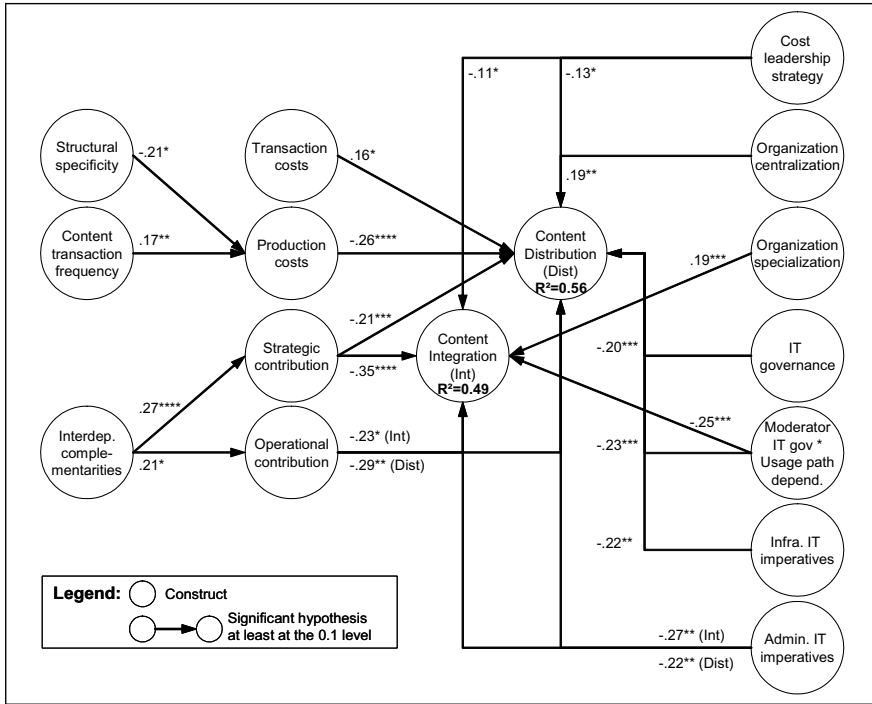 Cost
leadership
strategy
-.11*
-.13*
Structural
specificity
-.21*
Transaction
costs
.16*
Organization
centralization
.19**
Content
transaction
frequency
.17**
Production
costs
-.26****
Content
Distribution
(Dist)
R²=0.56
Organization
specialization
.19***
Strategic
contribution
-.21***
-.35****
Content
Integration
(Int)
R²=0.49
IT
governance
-.20***
Interdep.
comple-
mentarities
.27****
.21*
Operational
contribution
-.23* (Int)
-.29** (Dist)
Moderator
IT gov *
Usage path
depend.
-.25***
-.23***
Infra. IT
imperatives
-.22**
Admin. IT
imperatives
-.27** (Int)
-.22** (Dist)
Legend:
Construct
Significant hypothesis
at least at the 0.1 level